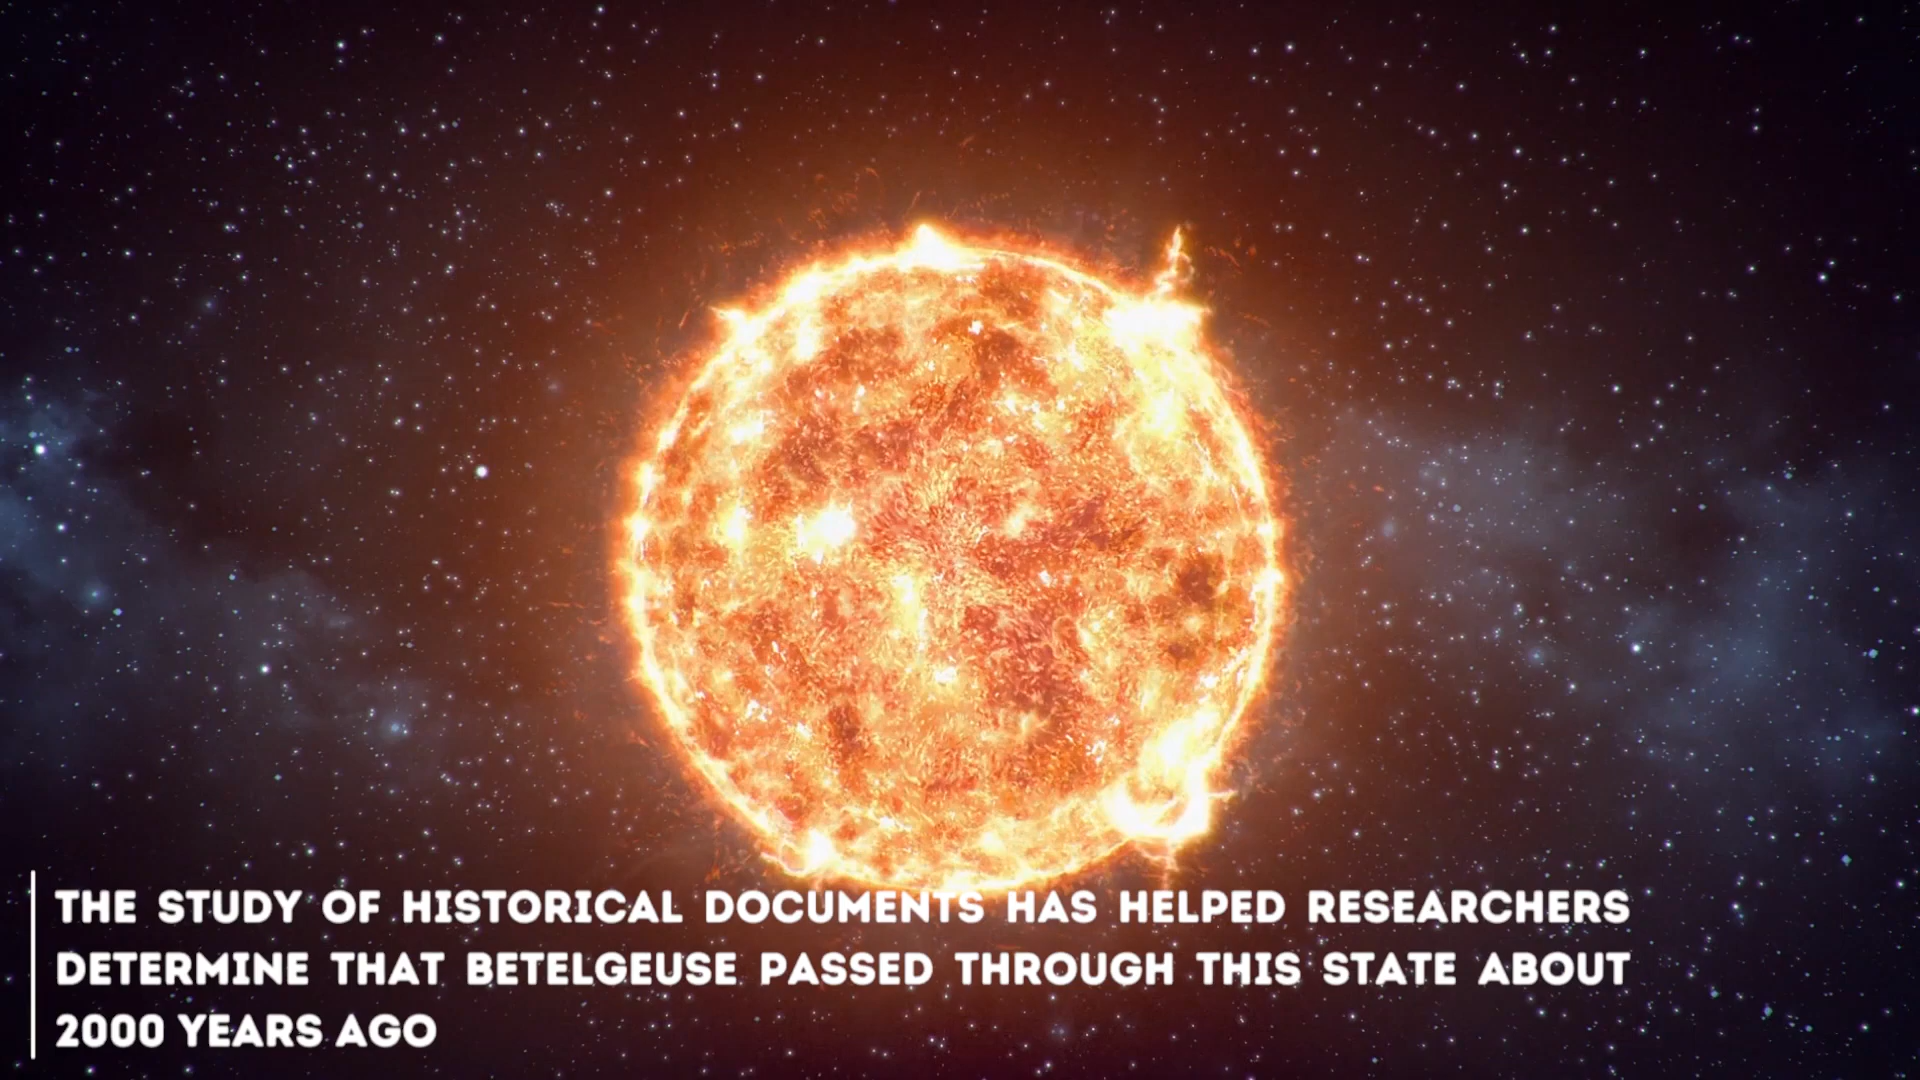 THE STUDY OF HISTORICAL DOCUMENTS HAS HELPED RESEARCHERS
DETERMINE THAT BETELGEUSE PASSED THROUGH THIS STATE ABOUT
2000 YEARS AGO